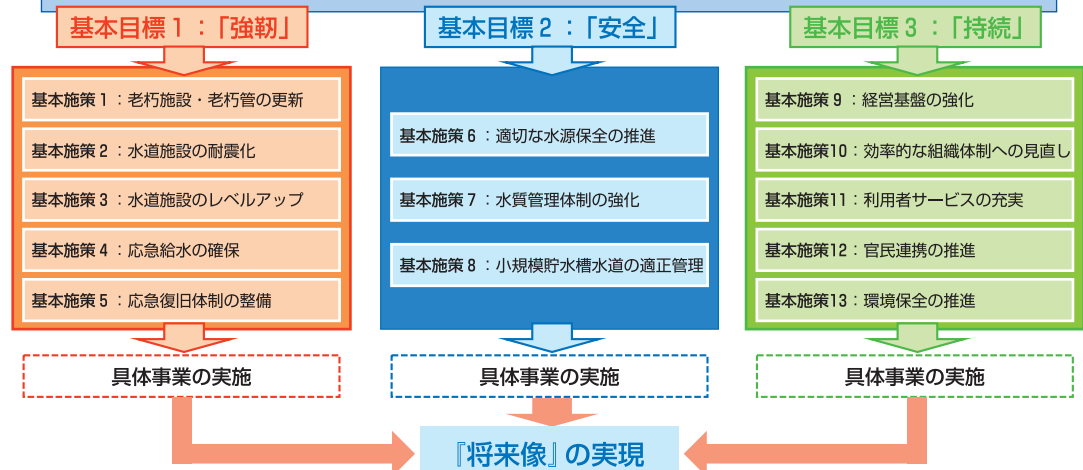 基本目標1：「強靭」
基本施策1：老朽施設・老朽管の更新
基本施策2：水道施設の耐震化
基本施策3：水道施設のレベルアップ
基本施策4：応急給水の確保
基本施策5：応急復旧体制の整備
具体事業の実施
基本目標2：「安全」
基本施策6：適切な水源保全の推進
基本施策7：水質管理体制の強化
基本施策8：小規模貯水槽水道の適正管理
具体事業の実施
基本目標3：「持続」
基本施策9：経営基盤の強化
基本施策10：効率的な組織体制への見直し
基本施策11：利用者サービスの充実
基本施策12：官民連携の推進
基本施策13：環境保全の推進
具体事業の実施
『将来像』の実現